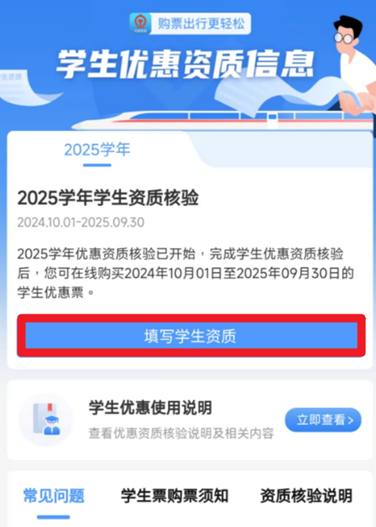 购票出行更轻松
学生优惠资质信息
2025学年
2025学年学生资质核验
2024.10.01-2025.09.30
2025学年优惠资质核验已开始，完成学生优惠资质核验
后，您可在线购买2024年10月01日至2025年09月30日的
学生优惠票。
填写学生资质
学生优惠使用说明
查看优惠资质核验说明及相关内容
立即查看>
常见问题 学生票购票须知 资质核验说明